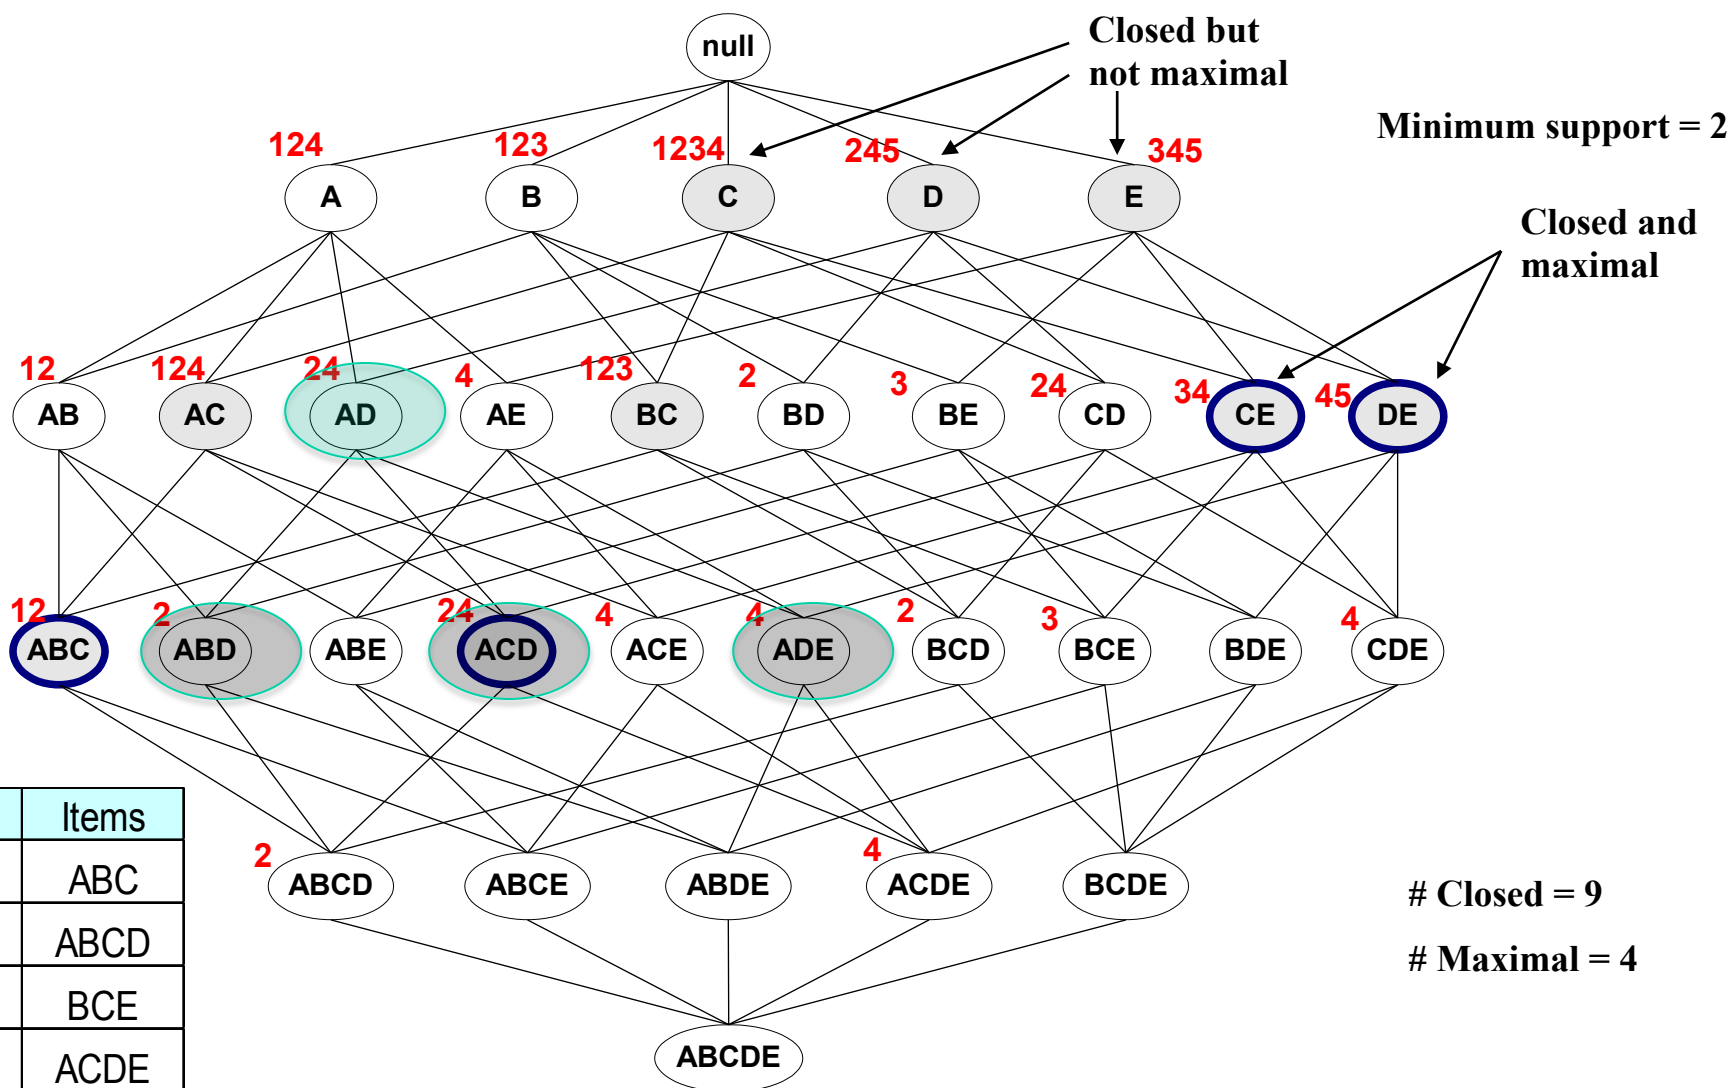 null
Closed but
not maximal
Minimum support = 2
124
123
1234
245
345
A
B
C
D
E
Closed and
maximal
12
124
24
4
123
2
3
24
34
45
AB
AC
AD
AE
BC
BD
BE
CD
CE
DE
12
2
24
4
4
2
3
4
ABC
ABD
ABE
ACD
ACE
ADE
BCD
BCE
BDE
CDE
Items
ABC
ABCD
BCE
ACDE
2
4
ABCD
ABCE
ABDE
ACDE
BCDE
# Closed = 9
# Maximal = 4
ABCDE